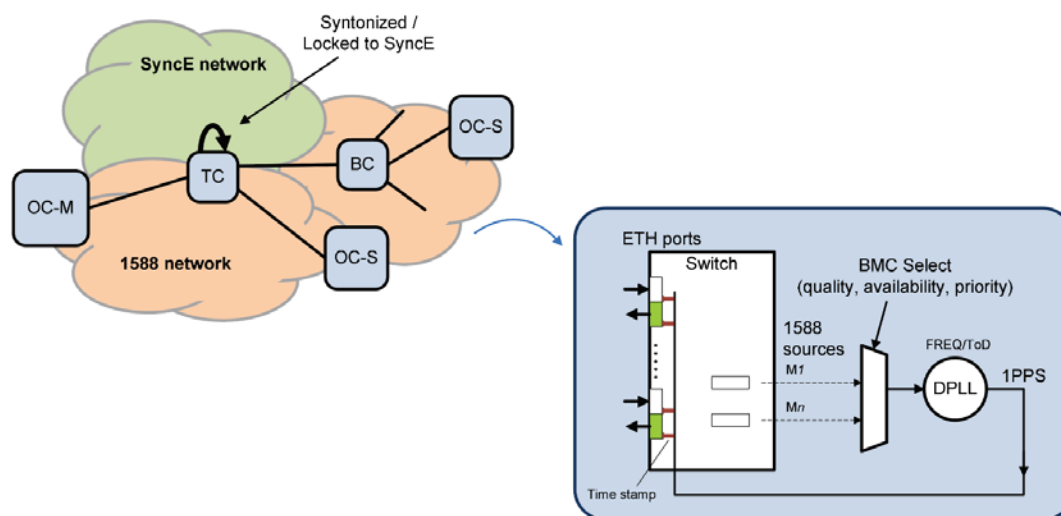 Syntonized /
Locked to SyncE
SyncE network
OC-S
TC
BC
OC-M
OC-S
1588 network
ETH ports
Switch
BMC Select
(quality, availability, priority)
1588
sources
FREQ/ToD
M1
DPLL
1PPS
Mn
Time stamp